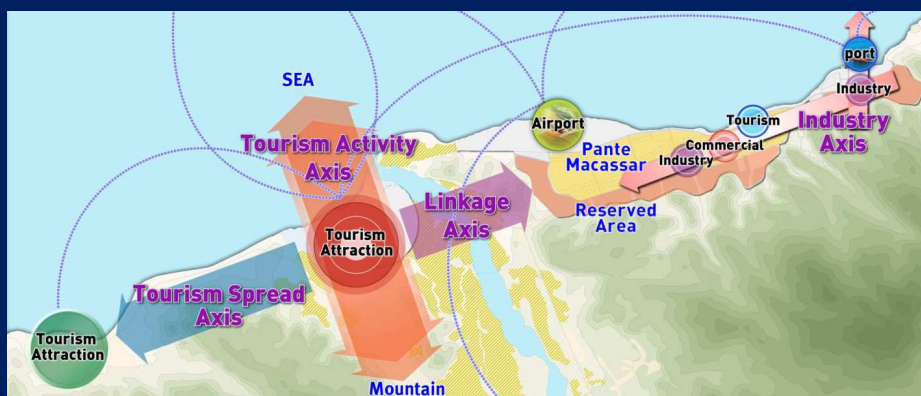 SEA
Tourism Activity
Axis
Tourism
Attraction
Linkage
Axis
Tourism Spread
Axis
Tourism
Attraction
Mountain
Airport
Pante
Macassar
Reserved
Area
Industry
Commercial
Tourism
port
Industry
Industry
Axis